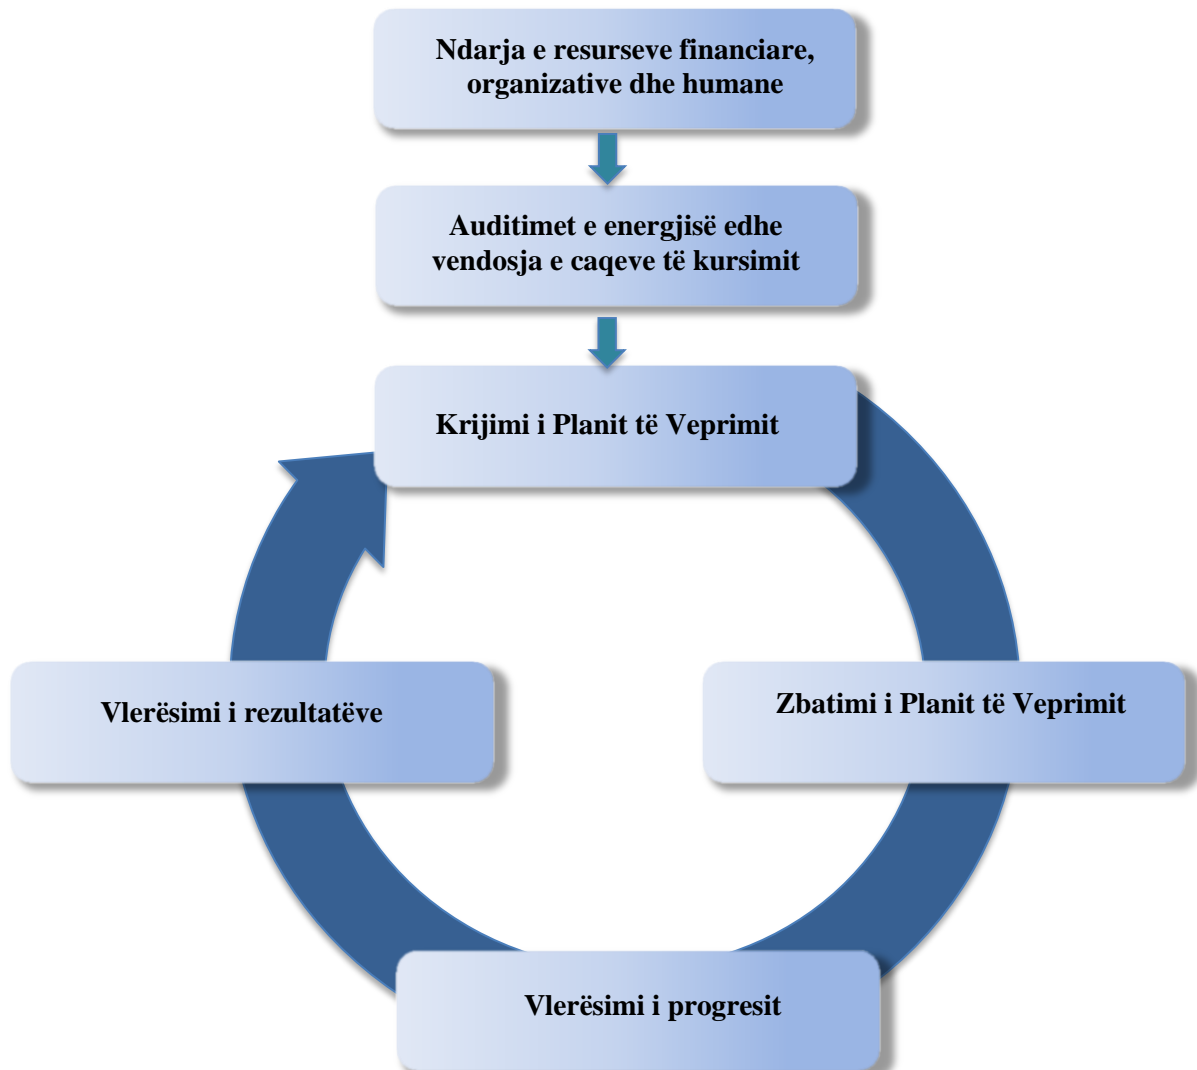 Ndarja e resurseve financiare,
organizative dhe humane
Auditimet e energjisë edhe
vendosja e caqeve të kursimit
Krijimi i Planit të Veprimit
Vlerësimi i rezultatëve
Zbatimi i Planit të Veprimit
Vlerësimi i progresit